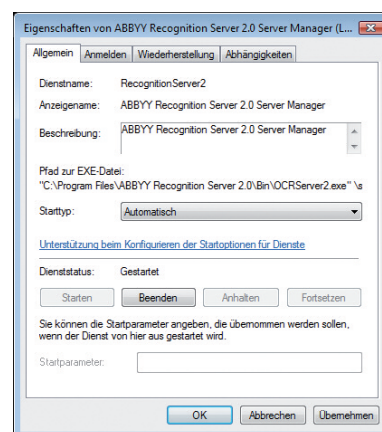 Eigenschaften von ABBYY Recognition Server 2.0 Server Manager (L...
Allgemein Anmelden Wiederherstellung Abhängigkeiten
Dienstname: RecognitionServer2
Anzeigename: ABBYY Recognition Server 2.0 Server Manager
Beschreibung: ABBYY Recognition Server 2.0 Server Manager
Pfad zur EXE-Datei:
"C:\Program Files\ABBYY Recognition Server 2.0\Bin\OCRServer2.exe" \s
Starttyp: Automatisch
Unterstützung beim Konfigurieren der Startoptionen für Dienste
Dienststatus: Gestartet
Starten Beenden Anhalten Fortsetzen
Sie können die Startparameter angeben, die übernommen werden sollen,
wenn der Dienst von hier aus gestartet wird.
Startparameter:
OK Abbrechen Übernehmen